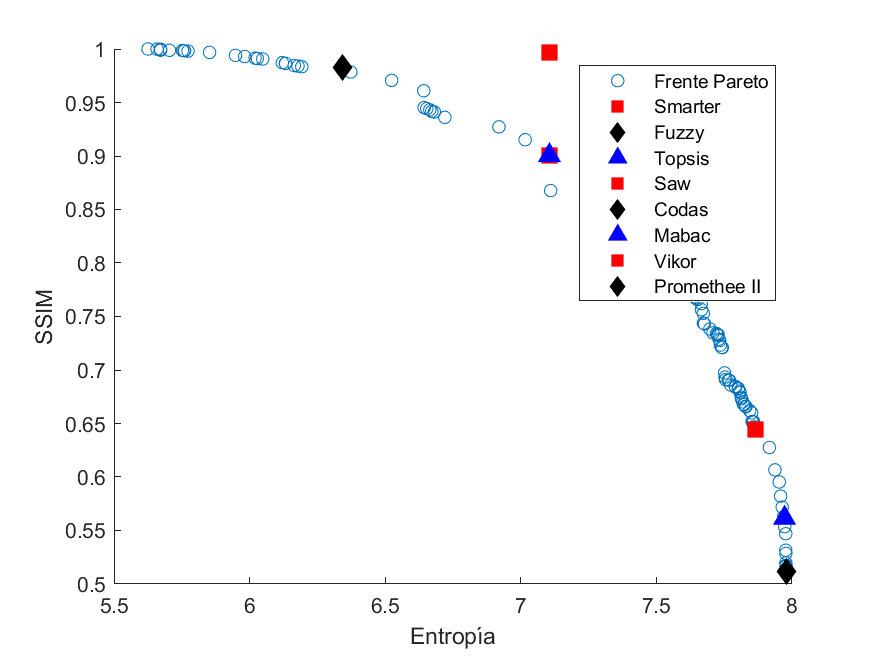 1
0.95
0.9
0.85
0.8
0.75
0.7
0.65
0.6
0.55
0.5
SSIM
5.5
6
6.5
7
7.5
8
Entropía
Frente Pareto
Smarter
Fuzzy
Topsis
Saw
Codas
Mabac
Vikor
Promethee II